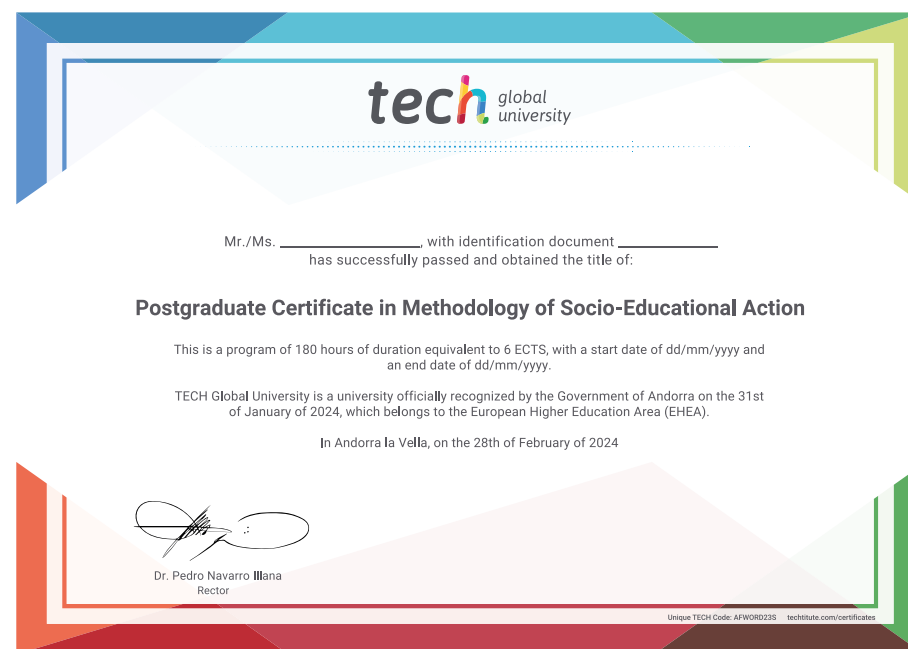 tech global
university
Mr./Ms. ____________, with identification document ____________
has successfully passed and obtained the title of:
Postgraduate Certificate in Methodology of Socio-Educational Action
This is a program of 180 hours of duration equivalent to 6 ECTS, with a start date of dd/mm/yyyy and
an end date of dd/mm/yyyy.
TECH Global University is a university officially recognized by the Government of Andorra on the 31st
of January of 2024, which belongs to the European Higher Education Area (EHEA).
In Andorra la Vella, on the 28th of February of 2024
Dr. Pedro Navarro Illana
Rector
Unique TECH Code: AFWORD23S techtitute.com/certificates